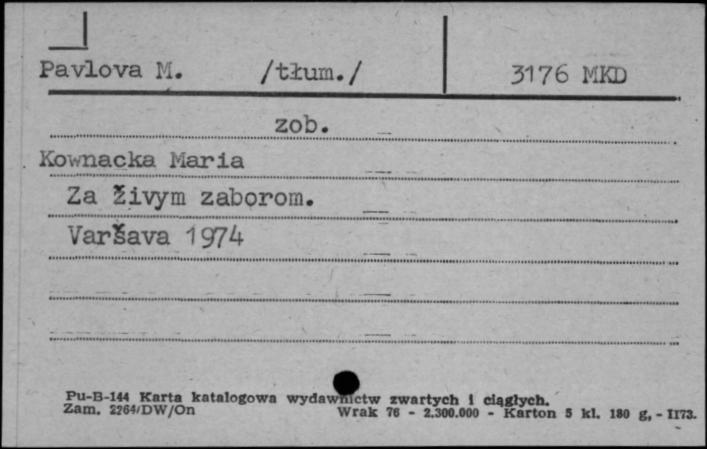 Pavlova M. /tłum./ 3176 MKD
zob.
Kownacka Maria
Za živym zaborom.
Varšava 1974
Pu-B-144 Karta katalogowa wydawnictw zwartych i ciągłych.
Zam. 2264/DW/On Wrak 76 - 2.300.000 - Karton 5 kl. 180 g. - II73.